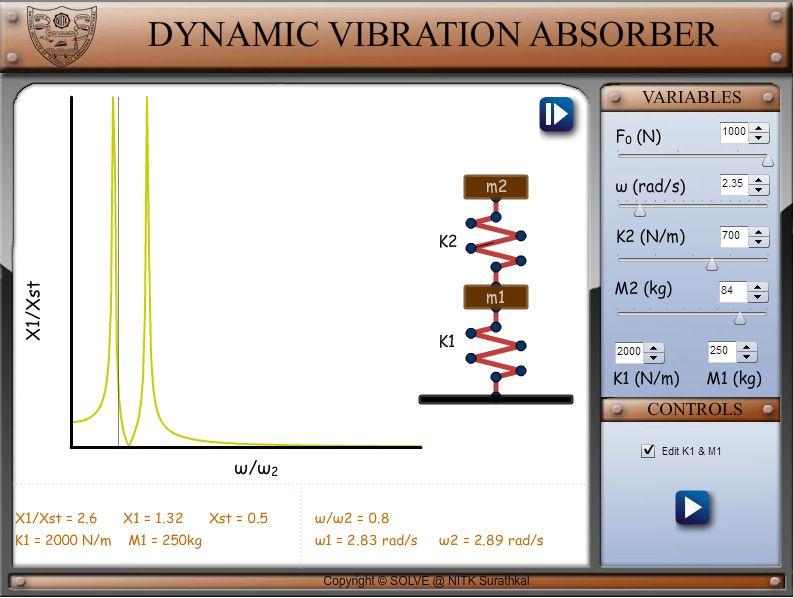 DYNAMIC VIBRATION ABSORBER
X1/Xst
ω/ω₂
m2
K2
m1
K1
X1/Xst = 2.6 X1 = 1.32 Xst = 0.5
K1 = 2000 N/m M1 = 250kg
ω/ω2 = 0.8
ω1 = 2.83 rad/s ω2 = 2.89 rad/s
VARIABLES
F₀ (N) 1000
ω (rad/s) 2.35
K2 (N/m) 700
M2 (kg) 84
2000 250
K1 (N/m) M1 (kg)
CONTROLS
Edit K1 & M1
Copyright © SOLVE @ NITK Surathkal